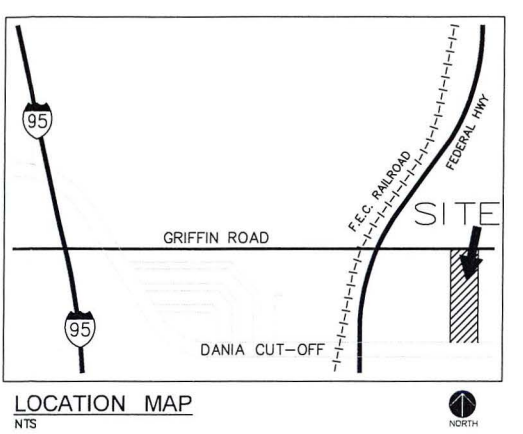 95
FEDERAL HWY
F.E.C. RAILROAD
SITE
GRIFFIN ROAD
95
DANIA CUT-OFF
LOCATION MAP
NTS
NORTH